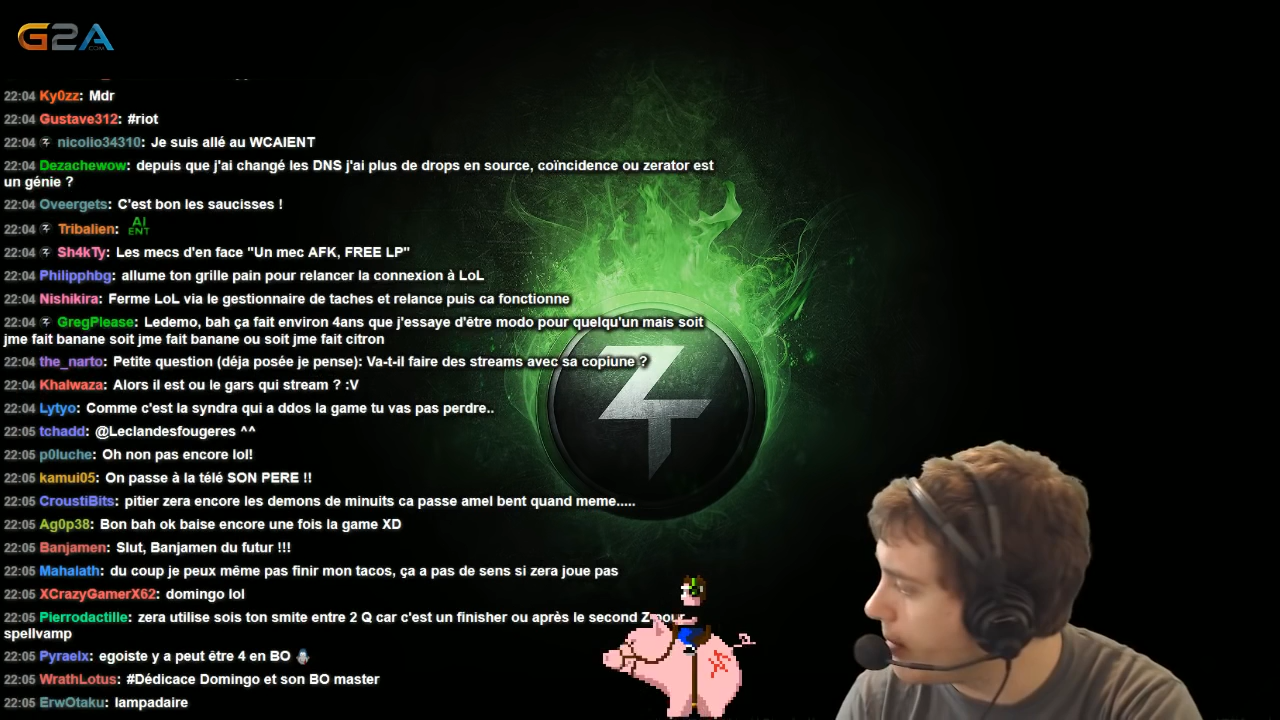 G2A
.COM
22:04 Ky0zz: Mdr
22:04 Gustave312: #riot
22:04 nicolio34310: Je suis allé au WCAIENT
22:04 Dezachewow: depuis que j'ai changé les DNS j'ai plus de drops en source, coïncidence ou zerator est
un génie ?
22:04 Oveergets: C'est bon les saucisses !
22:04 Tribalien: AI
ENT
22:04 Sh4kTy: Les mecs d'en face "Un mec AFK, FREE LP"
22:04 Philipphbg: allume ton grille pain pour relancer la connexion à LoL
22:04 Nishikira: Ferme LoL via le gestionnaire de taches et relance puis ca fonctionne
22:04 GregPlease: Ledemo, bah ça fait environ 4ans que j'essaye d'être modo pour quelqu'un mais soit
jme fait banane soit jme fait banane ou soit jme fait citron
22:04 the_narto: Petite question (déja posée je pense): Va-t-il faire des streams avec sa copiune ?
22:04 Khalwaza: Alors il est ou le gars qui stream ? :V
22:04 Lytyo: Comme c'est la syndra qui a ddos la game tu vas pas perdre..
22:05 tchadd: @Leclandesfougeres ^^
22:05 p0luche: Oh non pas encore lol!
22:05 kamui05: On passe à la télé SON PERE !!
22:05 CroustiBits: pitier zera encore les demons de minuits ca passe amel bent quand meme.....
22:05 Ag0p38: Bon bah ok baise encore une fois la game XD
22:05 Banjamen: Slut, Banjamen du futur !!!
22:05 Mahalath: du coup je peux même pas finir mon tacos, ça a pas de sens si zera joue pas
22:05 XCrazyGamerX62: domingo lol
22:05 Pierrodactille: zera utilise sois ton smite entre 2 Q car c'est un finisher ou après le second Z pour
spellvamp
22:05 Pyraelx: egoiste y a peut être 4 en BO
22:05 WrathLotus: #Dédicace Domingo et son BO master
22:05 ErwOtaku: lampadaire
ZT